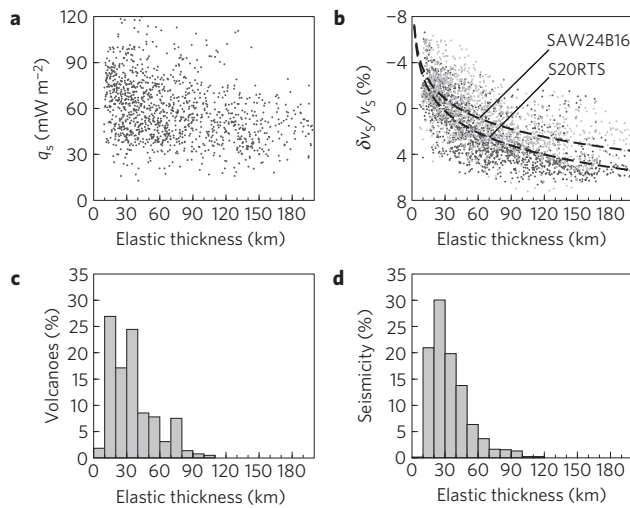 a
120
90
60
30
0
q_s (mW m⁻²)
0 30 60 90 120 150 180
Elastic thickness (km)
b
−8
−4
0
4
8
δv_S/v_S (%)
SAW24B16
S20RTS
0 30 60 90 120 150 180
Elastic thickness (km)
c
35
30
25
20
15
10
5
0
Volcanoes (%)
0 30 60 90 120 150 180
Elastic thickness (km)
d
35
30
25
20
15
10
5
0
Seismicity (%)
0 30 60 90 120 150 180
Elastic thickness (km)